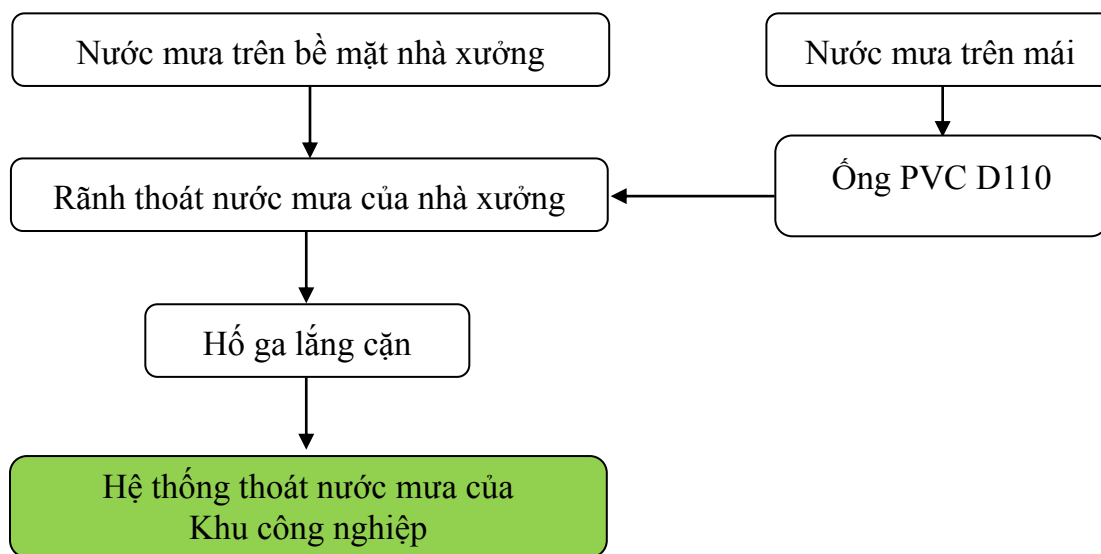 Nước mưa trên bề mặt nhà xưởng
Nước mưa trên mái
Rãnh thoát nước mưa của nhà xưởng
Ống PVC D110
Hố ga lắng cặn
Hệ thống thoát nước mưa của
Khu công nghiệp